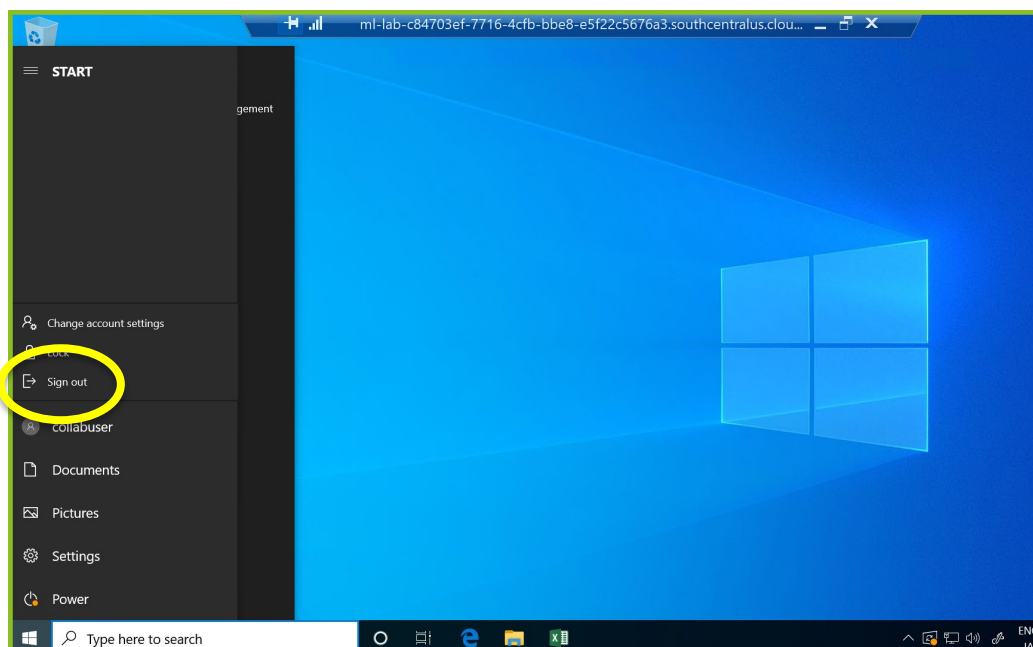 ml-lab-c84703ef-7716-4cfb-bbe8-e5f22c5676a3.southcentralus.clou...
START
gement
Change account settings
Lock
Sign out
collabuser
Documents
Pictures
Settings
Power
Type here to search
ENG